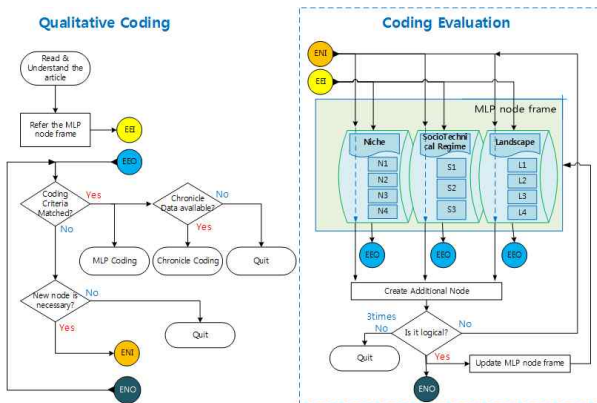 Qualitative Coding
Read &
Understand the
article
Refer the MLP
node frame
EEI
EEO
Coding
Criteria
Matched?
Yes
No
Chronicle
Data available?
No
Yes
MLP Coding
Chronicle Coding
Quit
New node is
necessary?
No
Yes
Quit
ENI
ENO
Coding Evaluation
ENI
EEI
MLP node frame
Niche
N1
N2
N3
N4
SocioTechni
cal Regime
S1
S2
S3
Landscape
L1
L2
L3
L4
EEO
EEO
EEO
Create Additional Node
Is it logical?
3times
No
No
Yes
Quit
Update MLP node frame
ENO